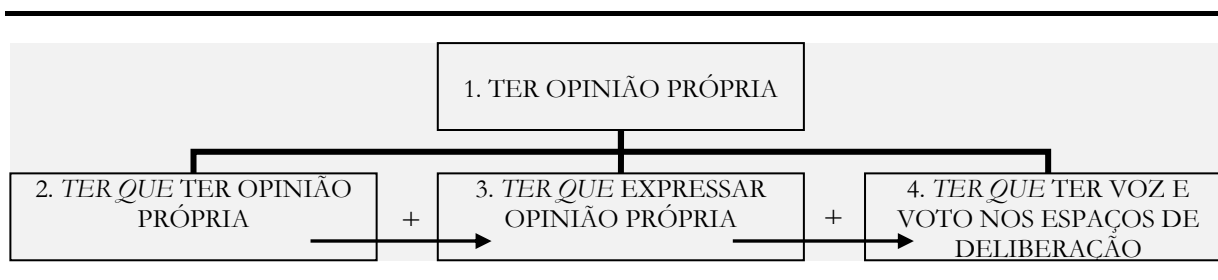 1. TER OPINIÃO PRÓPRIA
2. TER QUE TER OPINIÃO
PRÓPRIA
+
3. TER QUE EXPRESSAR
OPINIÃO PRÓPRIA
+
4. TER QUE TER VOZ E
VOTO NOS ESPAÇOS DE
DELIBERAÇÃO